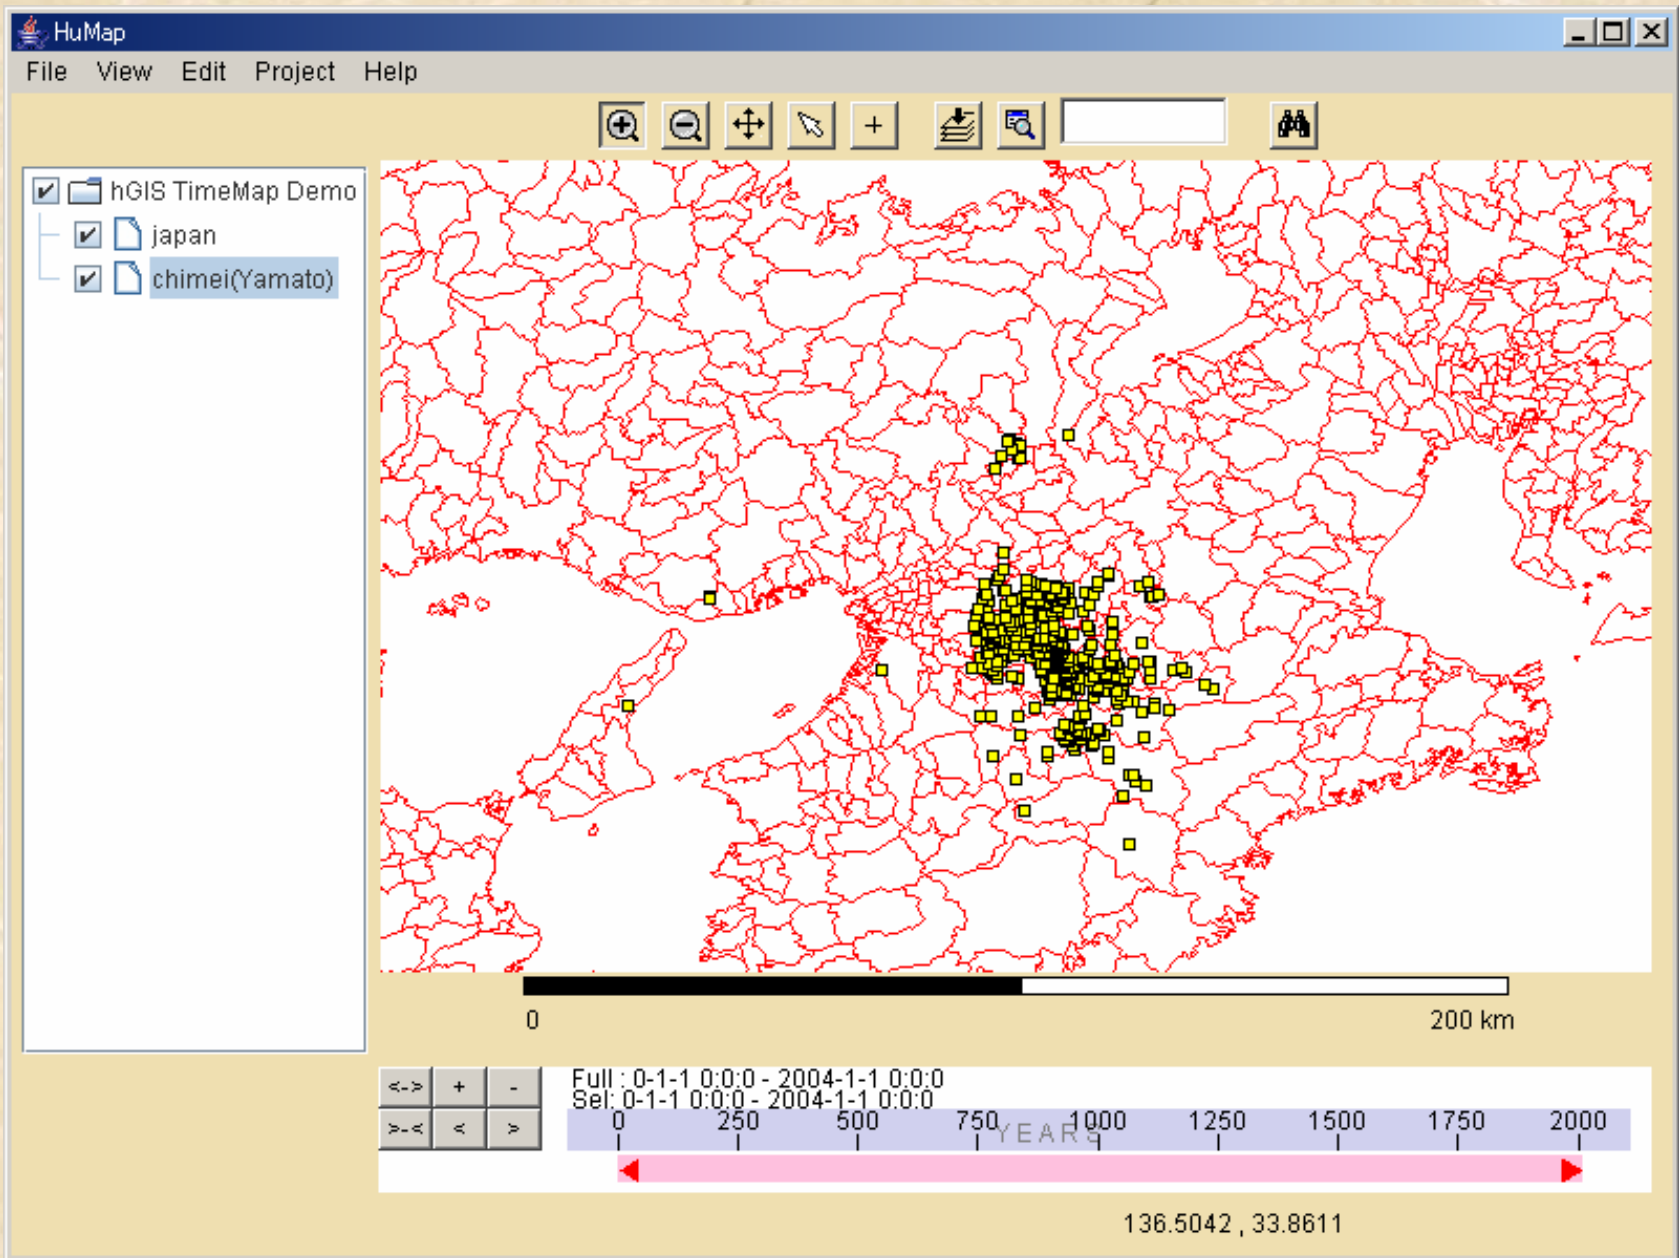 HuMap
File View Edit Project Help
hGIS TimeMap Demo
japan
chimei(Yamato)
0 200 km
<-> + -
>-< < >
Full : 0-1-1 0:0:0 - 2004-1-1 0:0:0
Sel: 0-1-1 0:0:0 - 2004-1-1 0:0:0
0 250 500 750 1000 1250 1500 1750 2000
YEARS
136.5042 , 33.8611